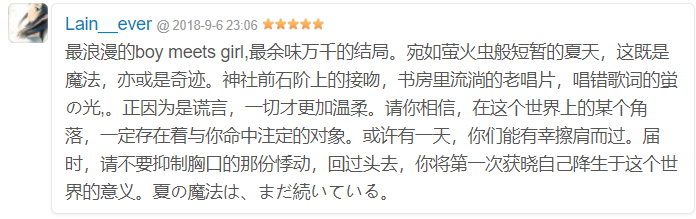 Lain__ever @ 2018-9-6 23:06
最浪漫的boy meets girl,最余味万千的结局。宛如萤火虫般短暂的夏天，这既是
魔法，亦或是奇迹。神社前石阶上的接吻，书房里流淌的老唱片，唱错歌词的蛍
の光,。正因为是谎言，一切才更加温柔。请你相信，在这个世界上的某个角
落，一定存在着与你命中注定的对象。或许有一天，你们能有幸擦肩而过。届
时，请不要抑制胸口的那份悸动，回过头去，你将第一次获晓自己降生于这个世
界的意义。夏の魔法は、まだ続いている。